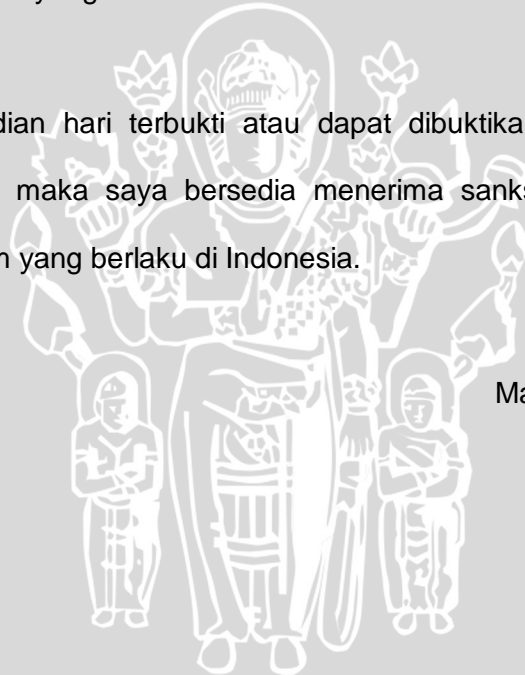 dian hari terbukti atau dapat dibuktika
maka saya bersedia menerima sanks
yang berlaku di Indonesia.
Ma